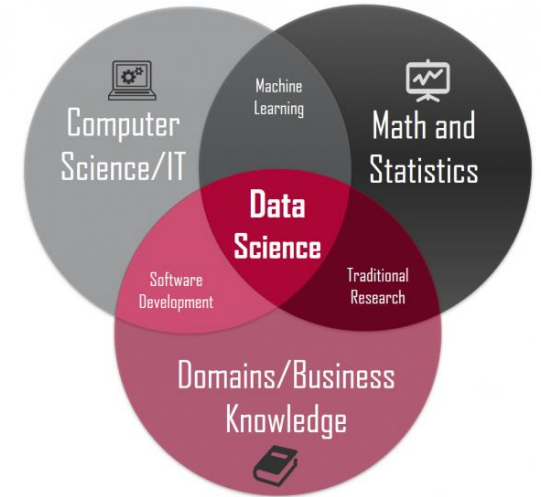 Computer
Science/IT
Machine
Learning
Math and
Statistics
Data
Science
Software
Development
Traditional
Research
Domains/Business
Knowledge